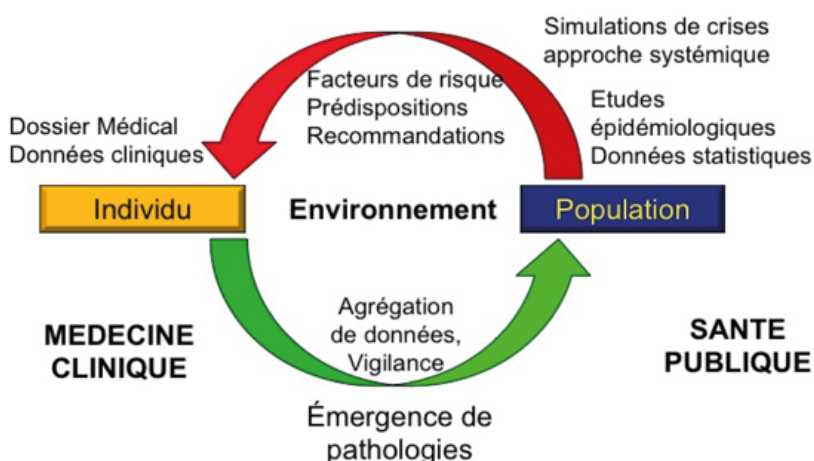 Simulations de crises
approche systémique
Facteurs de risque
Prédispositions
Recommandations
Etudes
épidémiologiques
Données statistiques
Dossier Médical
Données cliniques
Individu
Environnement
Population
Agrégation
de données,
Vigilance
MEDECINE
CLINIQUE
SANTE
PUBLIQUE
Émergence de
pathologies